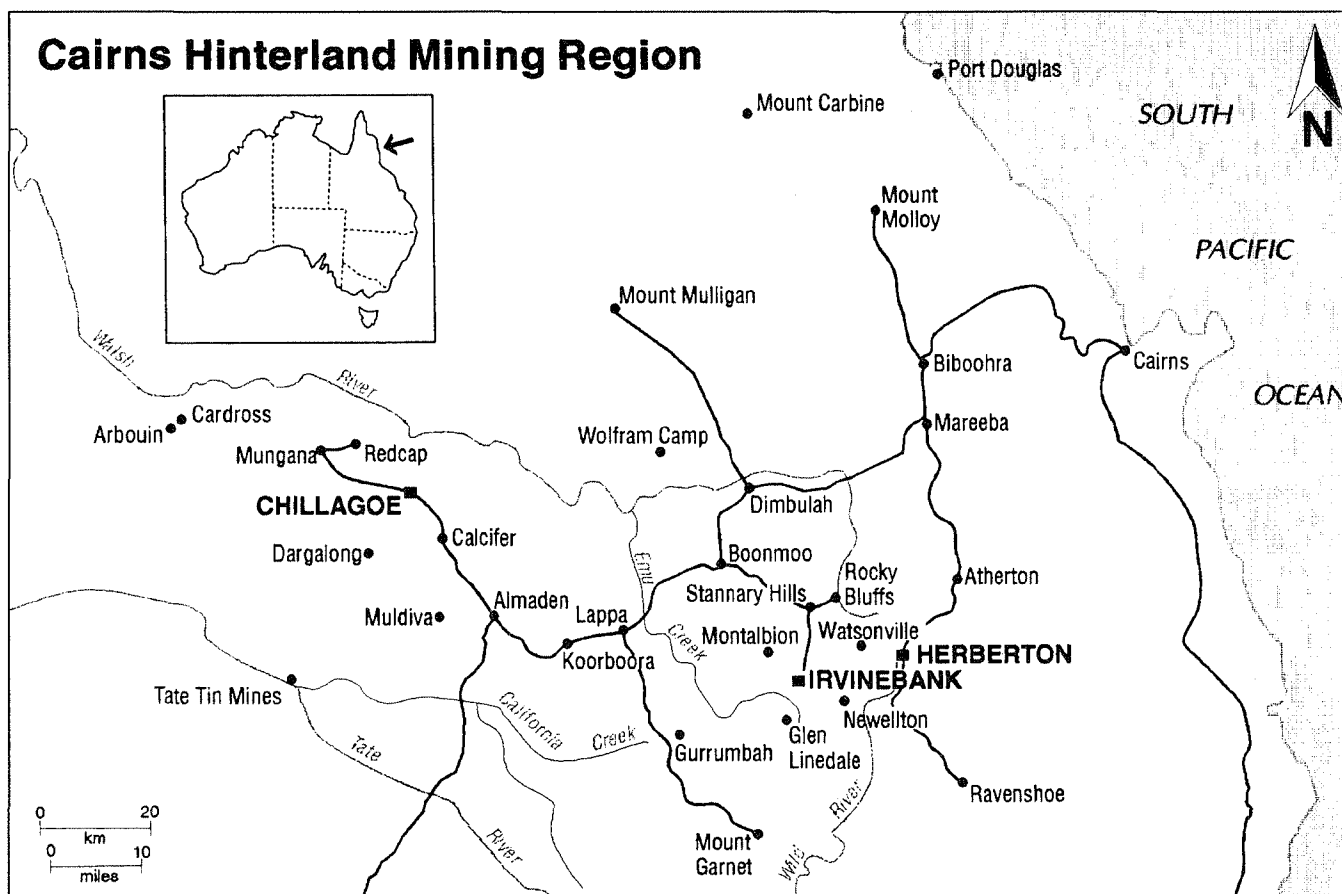 Cairns Hinterland Mining Region
Port Douglas
SOUTH
N
Mount Carbine
Mount
Molloy
PACIFIC
Mount Mulligan
Walsh
River
Biboohra
Cairns
OCEAN
Cardross
Arbouin
Mungana
Redcap
Wolfram Camp
Mareeba
CHILLAGOE
Dimbulah
Calcifer
Dargalong
Emu
Boonmoo
Rocky
Bluffs
Stannary Hills
Atherton
Almaden
Lappa
Muldiva
Koorboora
Creek
Montalbion
Watsonville
HERBERTON
IRVINEBANK
Tate Tin Mines
California
Creek
Newellton
Gurrumbah
Glen
Linedale
Tate
River
Wild
River
Ravenshoe
Mount
Garnet
0 20
km
0 10
miles